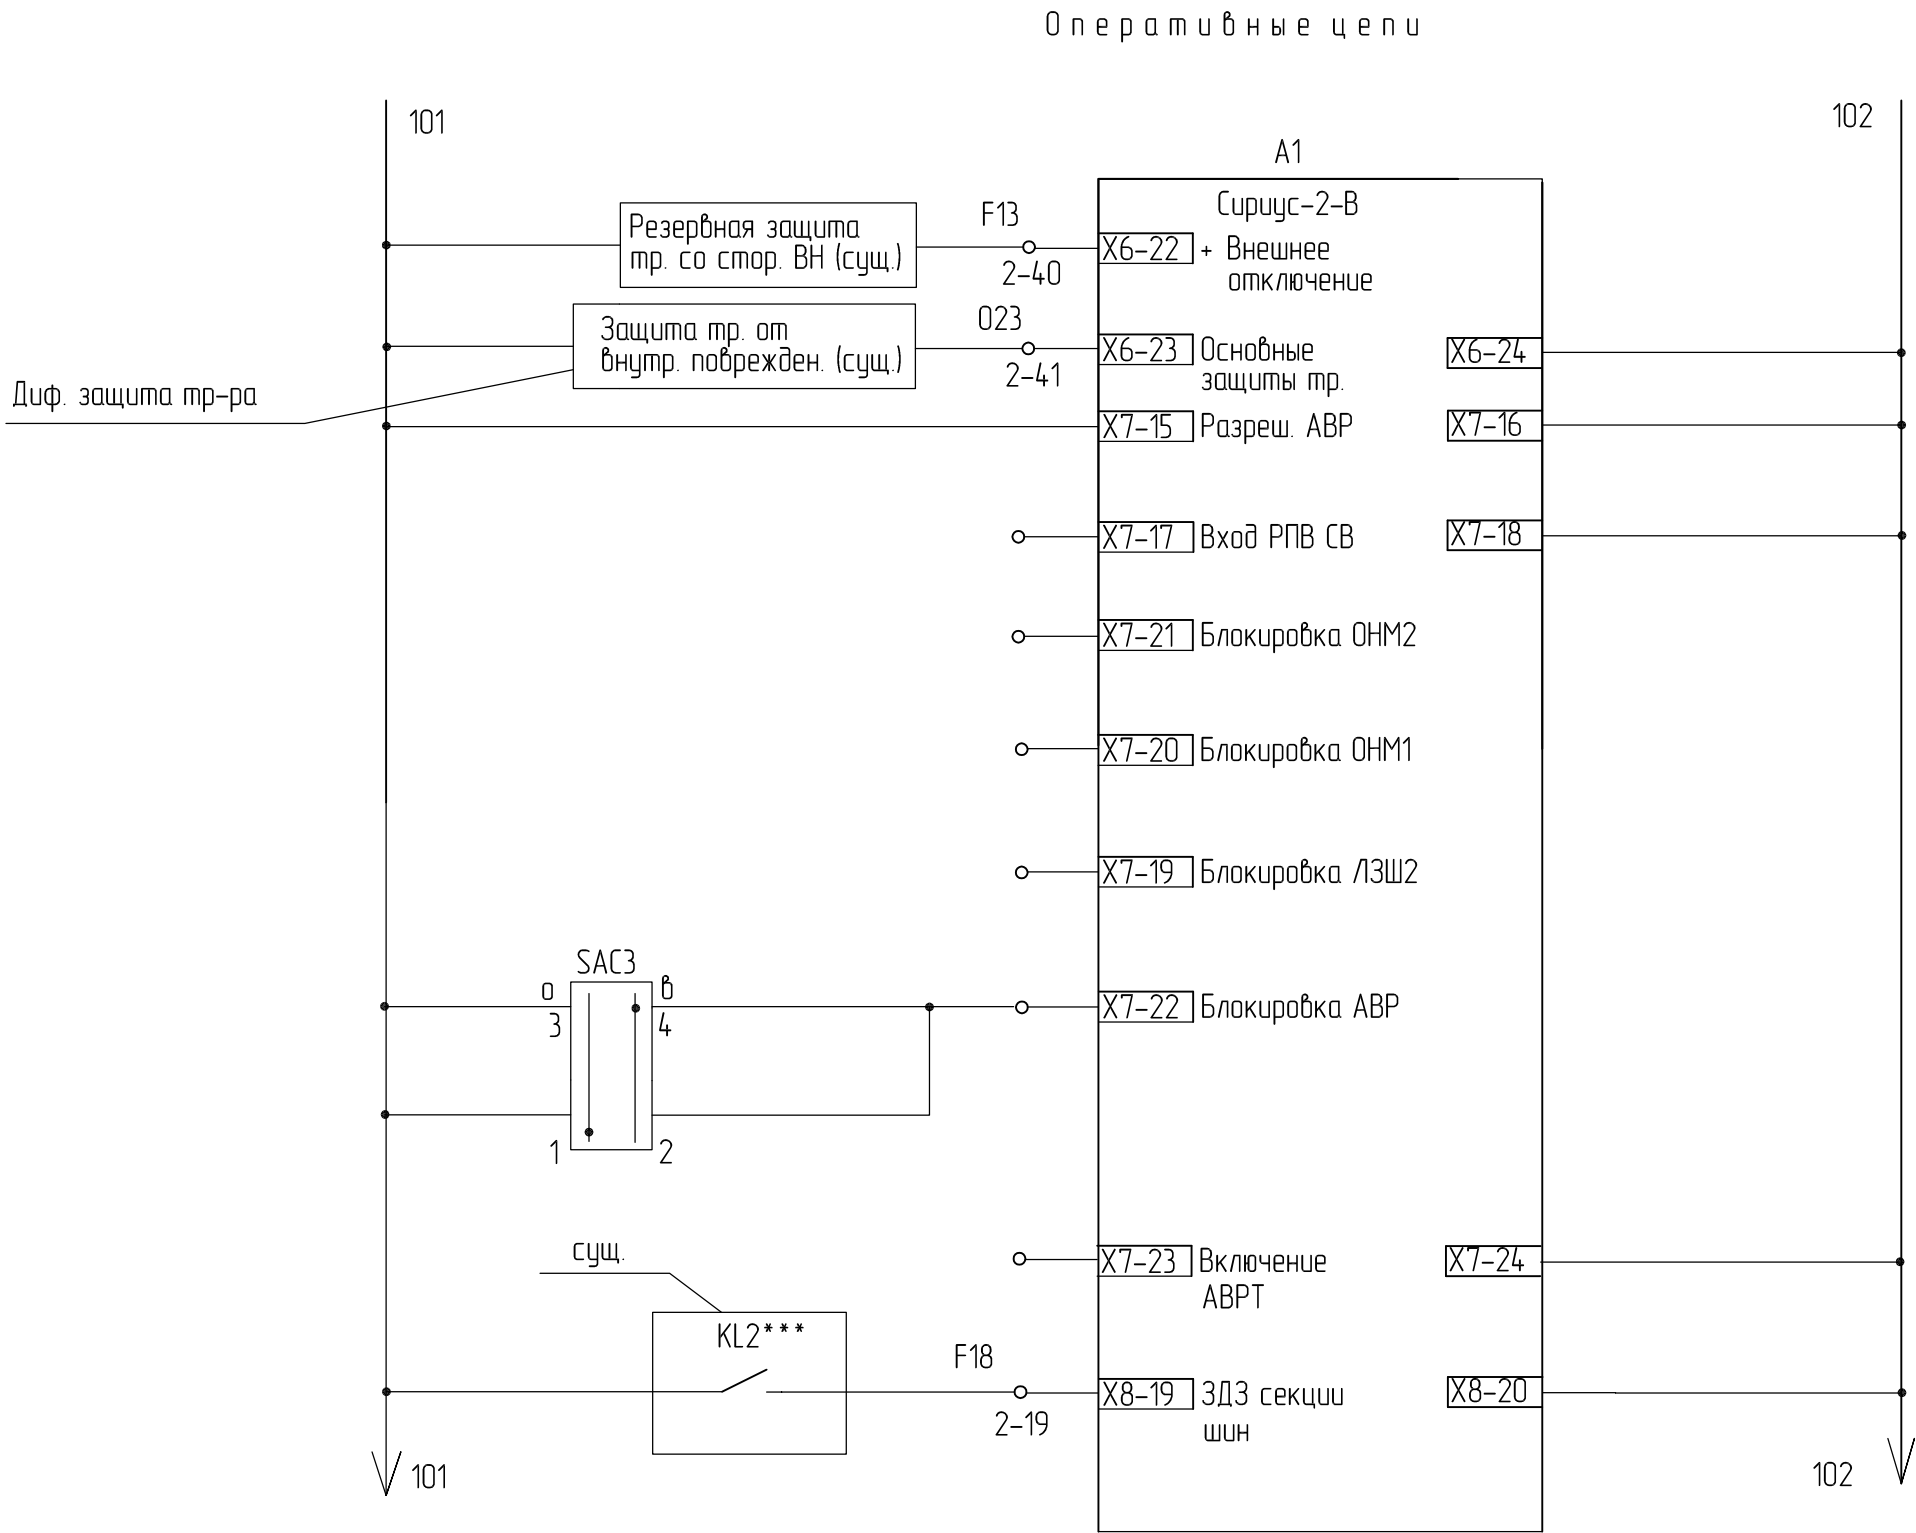 Оперативные цепи
101
102
А1
Сириус-2-В
F13
Резервная защита
тр. со стор. ВН (сущ.)
Х6-22
+ Внешнее
отключение
2-40
023
Защита тр. от
внутр. поврежден. (сущ.)
Х6-23
Основные
защиты тр.
Х6-24
2-41
Диф. защита тр-ра
Х7-15
Разреш. АВР
Х7-16
Х7-17
Вход РПВ СВ
Х7-18
Х7-21
Блокировка ОНМ2
Х7-20
Блокировка ОНМ1
Х7-19
Блокировка ЛЗШ2
SAC3
о
в
3
4
Х7-22
Блокировка АВР
1
2
сущ.
Х7-23
Включение
АВРТ
Х7-24
KL2***
F18
Х8-19
ЗДЗ секции
шин
Х8-20
2-19
101
102